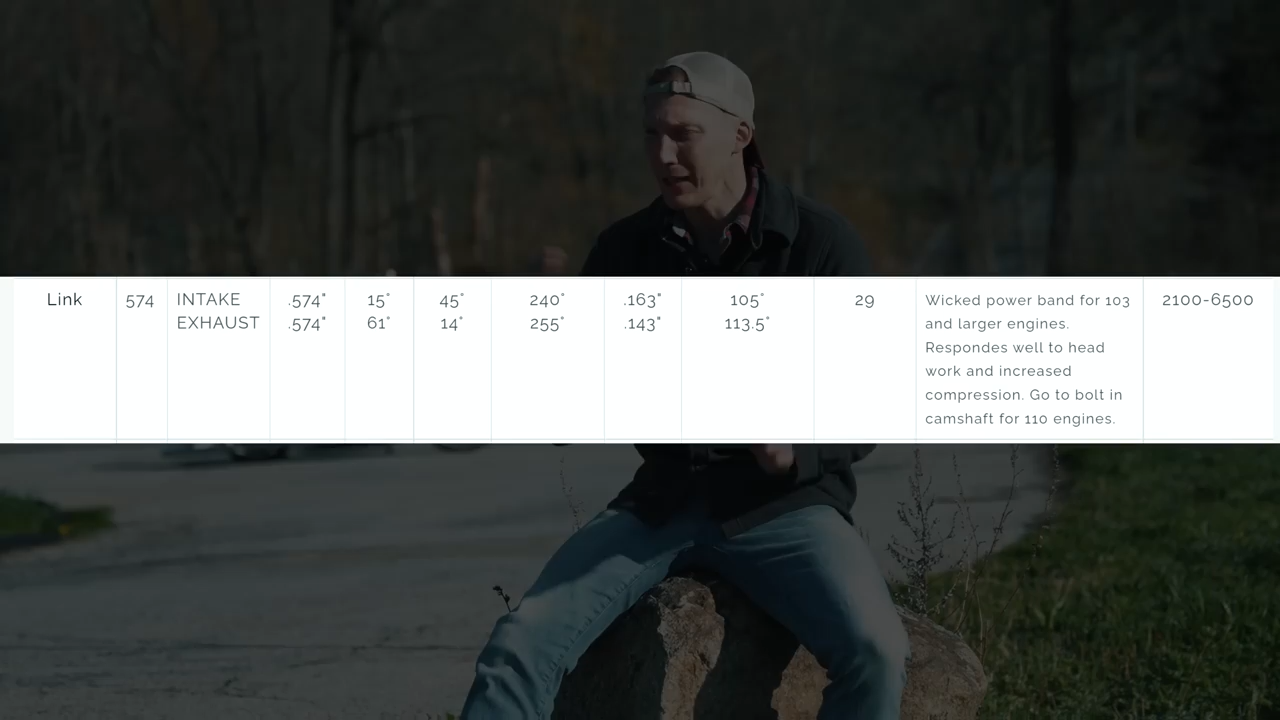 Link 574 INTAKE .574" 15° 45° 240° .163" 105° 29 Wicked power band for 103 2100-6500
EXHAUST .574" 61° 14° 255° .143" 113.5° and larger engines.
Respondes well to head
work and increased
compression. Go to bolt in
camshaft for 110 engines.